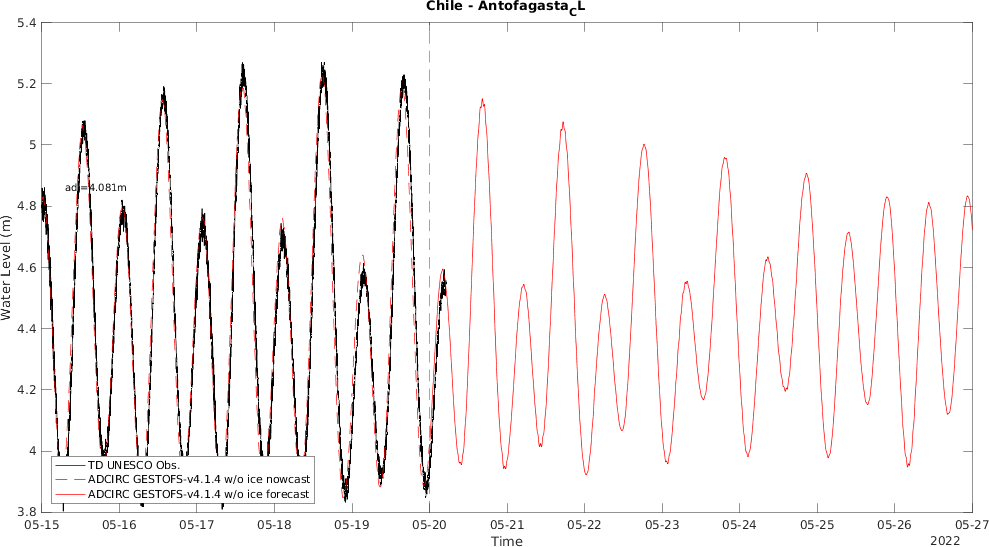 Chile - AntofagastaCL
5.4
5.2
5
4.8
4.6
4.4
4.2
4
3.8
Water Level (m)
adj=4.081m
TD UNESCO Obs.
ADCIRC GESTOFS-v4.1.4 w/o ice nowcast
ADCIRC GESTOFS-v4.1.4 w/o ice forecast
05-15 05-16 05-17 05-18 05-19 05-20 05-21 05-22 05-23 05-24 05-25 05-26 05-27
Time
2022